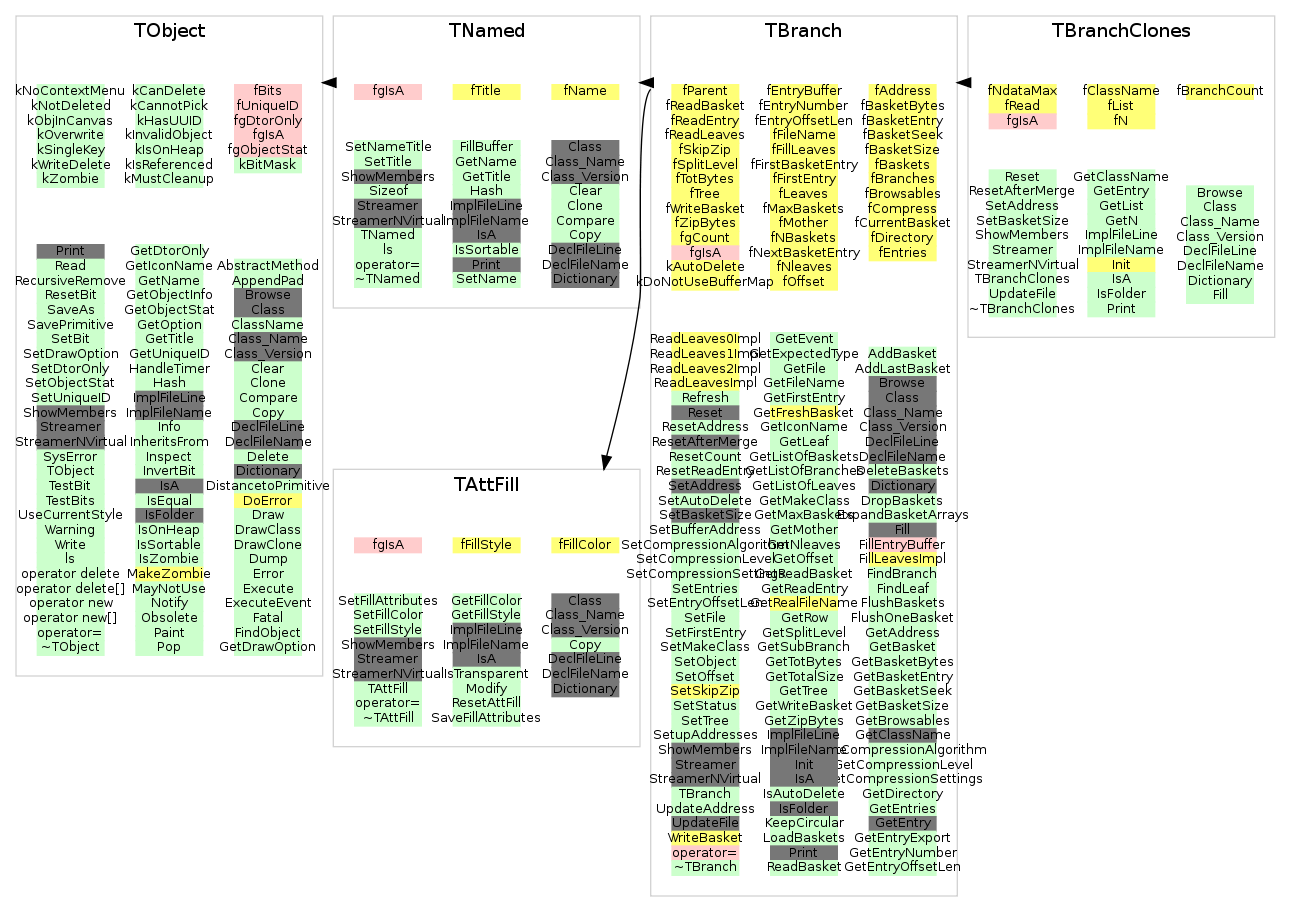 TObject
kNoContextMenu
kNotDeleted
kObjInCanvas
kOverwrite
kSingleKey
kWriteDelete
kZombie
kCanDelete
kCannotPick
kHasUUID
kInvalidObject
kIsOnHeap
kIsReferenced
kMustCleanup
fBits
fUniqueID
fgDtorOnly
fgIsA
fgObjectStat
kBitMask
Print
Read
RecursiveRemove
ResetBit
SaveAs
SavePrimitive
SetBit
SetDrawOption
SetDtorOnly
SetObjectStat
SetUniqueID
ShowMembers
Streamer
StreamerNVirtual
SysError
TObject
TestBit
TestBits
UseCurrentStyle
Warning
Write
ls
operator delete
operator delete[]
operator new
operator new[]
operator=
~TObject
GetDtorOnly
GetIconName
GetName
GetObjectInfo
GetObjectStat
GetOption
GetTitle
GetUniqueID
HandleTimer
Hash
ImplFileLine
ImplFileName
Info
InheritsFrom
Inspect
InvertBit
IsA
IsEqual
IsFolder
IsOnHeap
IsSortable
IsZombie
MakeZombie
MayNotUse
Notify
Obsolete
Paint
Pop
AbstractMethod
AppendPad
Browse
Class
ClassName
Class_Name
Class_Version
Clear
Clone
Compare
Copy
DeclFileLine
DeclFileName
Delete
Dictionary
DistancetoPrimitive
DoError
Draw
DrawClass
DrawClone
Dump
Error
Execute
ExecuteEvent
Fatal
FindObject
GetDrawOption
TNamed
fgIsA
fTitle
fName
SetNameTitle
SetTitle
ShowMembers
Sizeof
Streamer
StreamerNVirtual
TNamed
ls
operator=
~TNamed
FillBuffer
GetName
GetTitle
Hash
ImplFileLine
ImplFileName
IsA
IsSortable
Print
SetName
Class
Class_Name
Class_Version
Clear
Clone
Compare
Copy
DeclFileLine
DeclFileName
Dictionary
TAttFill
fgIsA
fFillStyle
fFillColor
SetFillAttributes
SetFillColor
SetFillStyle
ShowMembers
Streamer
StreamerNVirtual
TAttFill
operator=
~TAttFill
GetFillColor
GetFillStyle
ImplFileLine
ImplFileName
IsA
IsTransparent
Modify
ResetAttFill
SaveFillAttributes
Class
Class_Name
Class_Version
Copy
DeclFileLine
DeclFileName
Dictionary
TBranch
fParent
fReadBasket
fReadEntry
fReadLeaves
fSkipZip
fSplitLevel
fTotBytes
fTree
fWriteBasket
fZipBytes
fgCount
fgIsA
kAutoDelete
kDoNotUseBufferMap
fEntryBuffer
fEntryNumber
fEntryOffsetLen
fFileName
fFillLeaves
fFirstBasketEntry
fFirstEntry
fLeaves
fMaxBaskets
fMother
fNBaskets
fNextBasketEntry
fNleaves
fOffset
fAddress
fBasketBytes
fBasketEntry
fBasketSeek
fBasketSize
fBaskets
fBranches
fBrowsables
fCompress
fCurrentBasket
fDirectory
fEntries
ReadLeaves0Impl
ReadLeaves1Impl
ReadLeaves2Impl
ReadLeavesImpl
Refresh
Reset
ResetAddress
ResetAfterMerge
ResetCount
ResetReadEntry
SetAddress
SetAutoDelete
SetBasketSize
SetBufferAddress
SetCompressionAlgorithm
SetCompressionLevel
SetCompressionSettings
SetEntries
SetEntryOffsetLen
SetFile
SetFirstEntry
SetMakeClass
SetObject
SetOffset
SetSkipZip
SetStatus
SetTree
SetupAddresses
ShowMembers
Streamer
StreamerNVirtual
TBranch
UpdateAddress
UpdateFile
WriteBasket
operator=
~TBranch
GetEvent
GetExpectedType
GetFile
GetFileName
GetFirstEntry
GetFreshBasket
GetIconName
GetLeaf
GetListOfBaskets
GetListOfBranches
GetListOfLeaves
GetMakeClass
GetMaxBaskets
GetMother
GetNleaves
GetOffset
GetReadBasket
GetReadEntry
GetRealFileName
GetRow
GetSplitLevel
GetSubBranch
GetTotBytes
GetTotalSize
GetTree
GetWriteBasket
GetZipBytes
ImplFileLine
ImplFileName
Init
IsA
IsAutoDelete
IsFolder
KeepCircular
LoadBaskets
Print
ReadBasket
AddBasket
AddLastBasket
Browse
Class
Class_Name
Class_Version
DeclFileLine
DeclFileName
DeleteBaskets
Dictionary
DropBaskets
ExpandBasketArrays
Fill
FillEntryBuffer
FillLeavesImpl
FindBranch
FindLeaf
FlushBaskets
FlushOneBasket
GetAddress
GetBasket
GetBasketBytes
GetBasketEntry
GetBasketSeek
GetBasketSize
GetBrowsables
GetClassName
CompressionAlgorithm
GetCompressionLevel
etCompressionSettings
GetDirectory
GetEntries
GetEntry
GetEntryExport
GetEntryNumber
GetEntryOffsetLen
TBranchClones
fNdataMax
fRead
fgIsA
fClassName
fList
fN
fBranchCount
Reset
ResetAfterMerge
SetAddress
SetBasketSize
ShowMembers
Streamer
StreamerNVirtual
TBranchClones
UpdateFile
~TBranchClones
GetClassName
GetEntry
GetList
GetN
ImplFileLine
ImplFileName
Init
IsA
IsFolder
Print
Browse
Class
Class_Name
Class_Version
DeclFileLine
DeclFileName
Dictionary
Fill